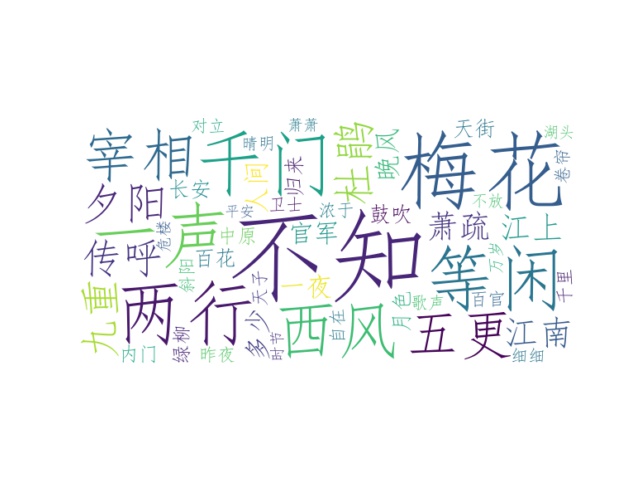 对立
萧萧
宰相
千门
晴明
杜鹃
晚风
梅花
天街
湖头
卷帘
夕阳
长安
人间
归来
卫士
平安
浓于
鼓吹
不放
传呼
一声
危楼
中原
不知
官军
萧疏
江上
百花
斜阳
天子
一夜
等闲
万岁
千里
九重
两行
绿柳
多少
时节
西风
自在
月色
歌声
百官
五更
江南
内门
昨夜
细细